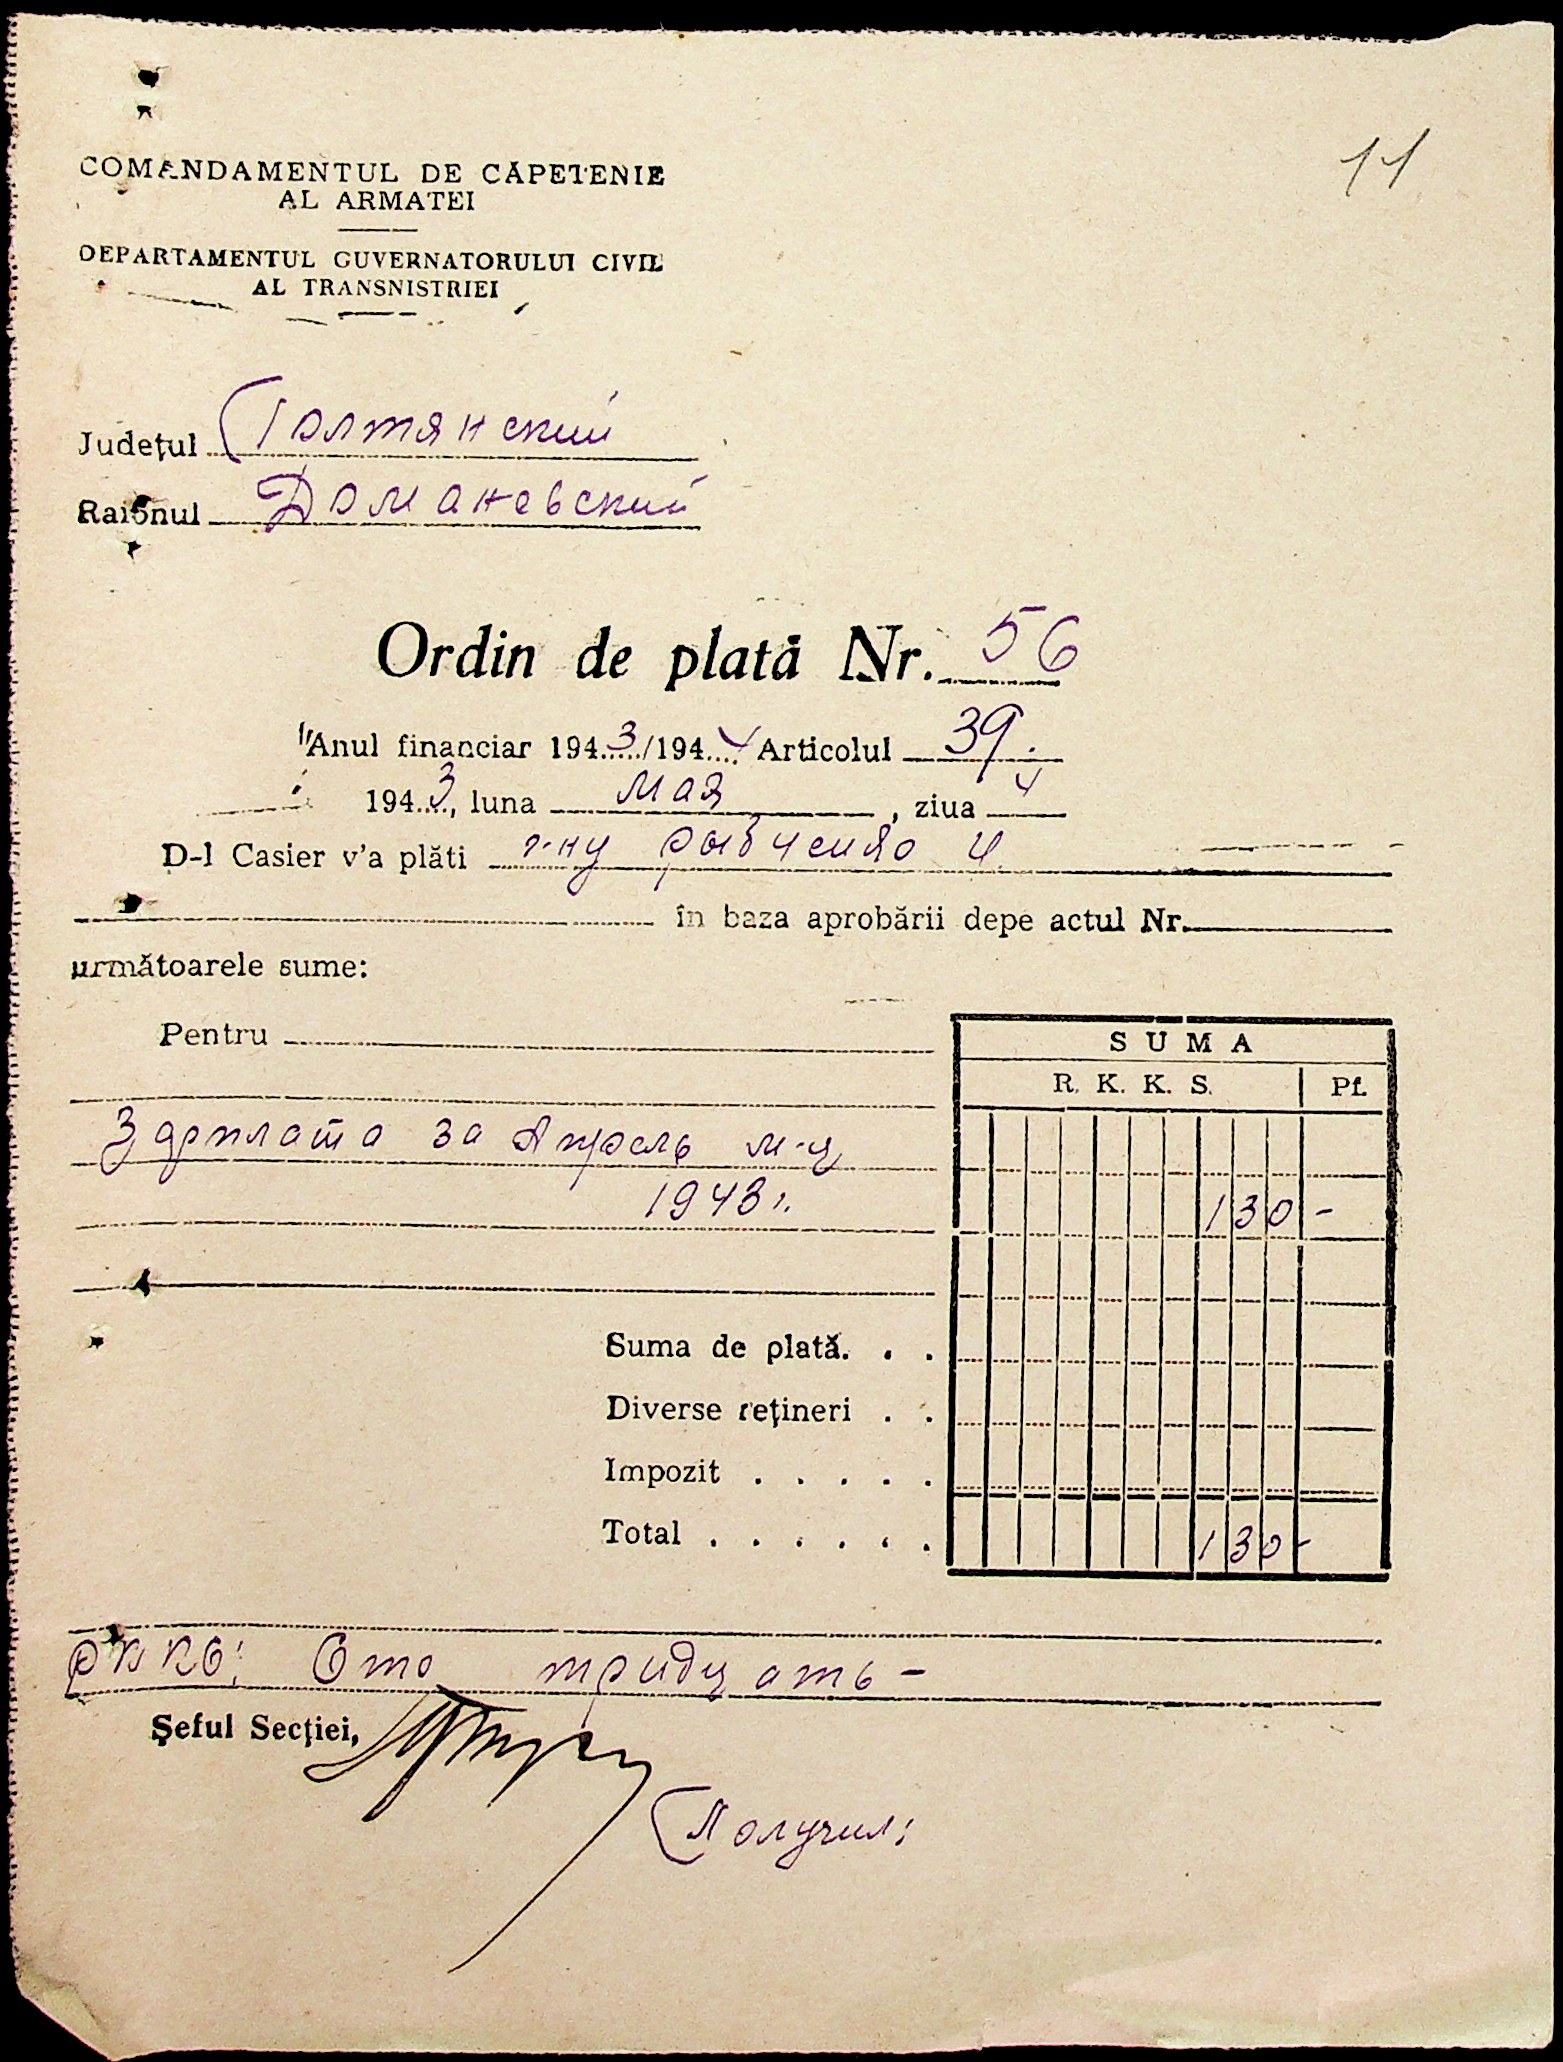 11
COMANDAMENTUL DE CĂPETENIE
AL ARMATEI
DEPARTAMENTUL GUVERNATORULUI CIVIL
AL TRANSNISTRIEI
Județul Голтянский
Raionul Доманевский
Ordin de plată Nr. 56
Anul financiar 1943/1944 Articolul 39.
1943, luna мая, ziua 4
D-l Casier v'a plăti г-ну Рыбченко И.
în baza aprobării depe actul Nr.
următoarele sume:
Pentru
SUMA
R. K. K. S. Pf.
Зарплата за Апрель м-ц
1943 г. 130 -
Suma de plată. . .
Diverse rețineri . .
Impozit . . . . .
Total . . . . . . 130 -
РККС: Сто тридцать -
Șeful Secției,
Получил: